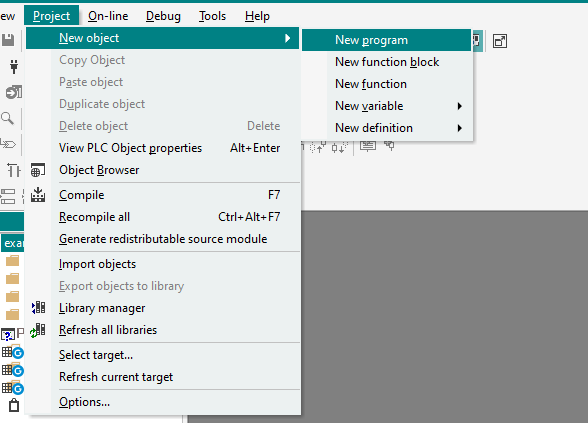 ew Project On-line Debug Tools Help
New object
New program
Copy Object
New function block
Paste object
New function
Duplicate object
New variable
Delete object Delete
New definition
View PLC Object properties Alt+Enter
Object Browser
Compile F7
Recompile all Ctrl+Alt+F7
Generate redistributable source module
exar
Import objects
Export objects to library
Library manager
Refresh all libraries
Select target...
Refresh current target
Options...